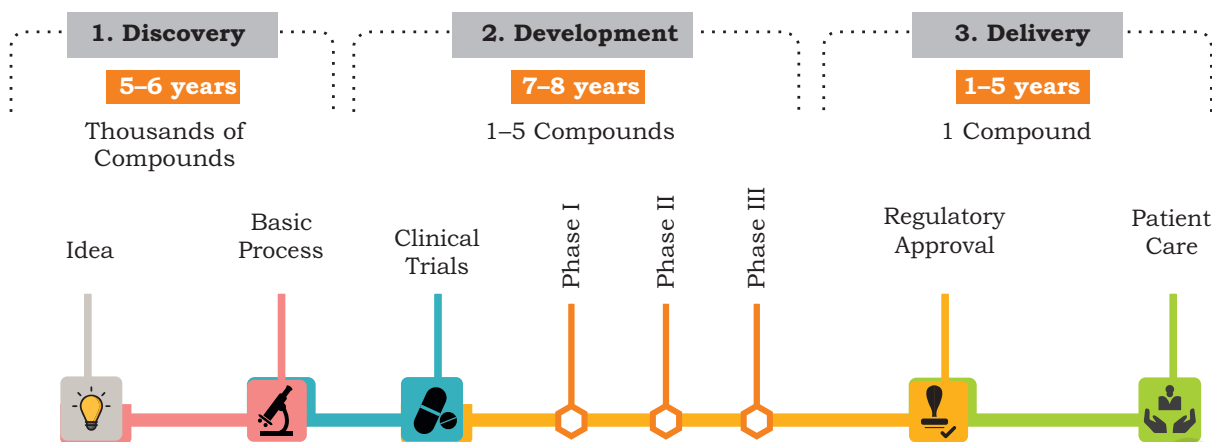 1. Discovery
5–6 years
Thousands of
Compounds
2. Development
7–8 years
1–5 Compounds
3. Delivery
1–5 years
1 Compound
Idea
Basic
Process
Clinical
Trials
Phase I
Phase II
Phase III
Regulatory
Approval
Patient
Care